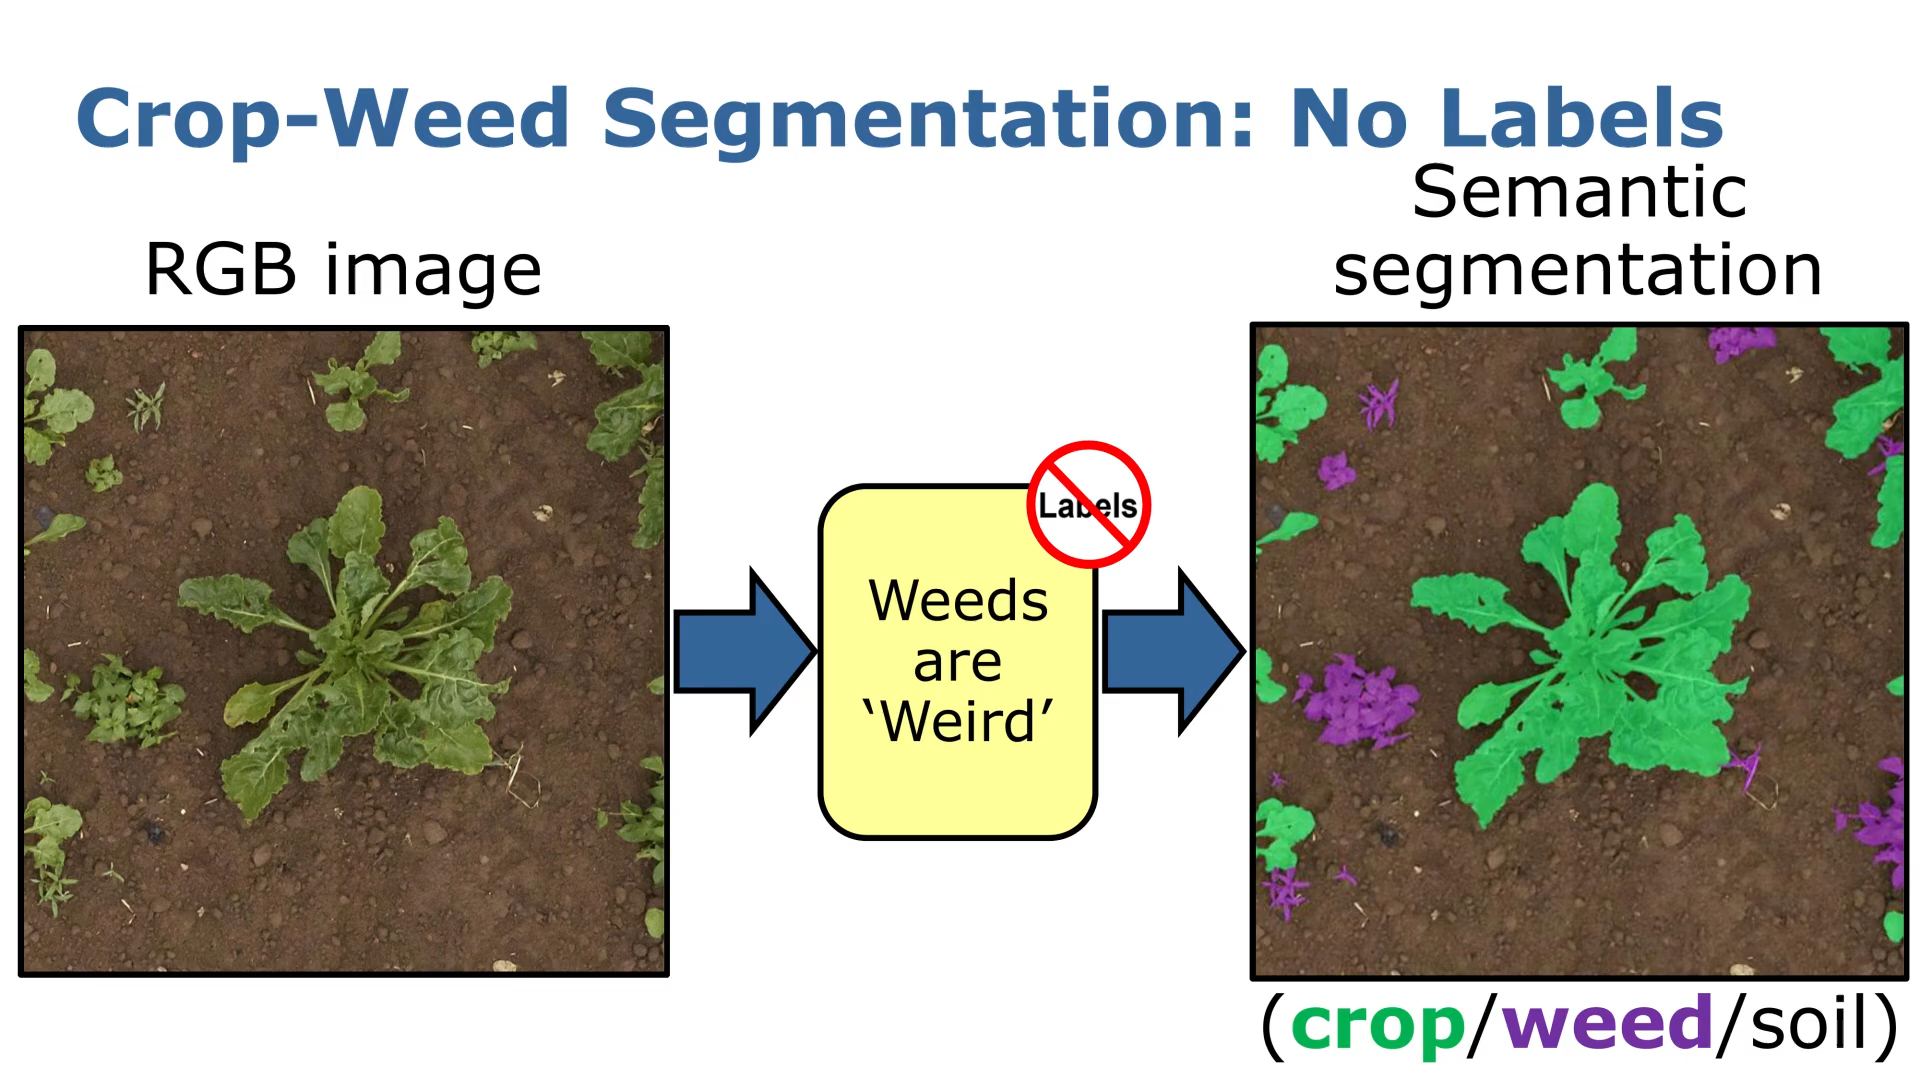 Crop-Weed Segmentation: No Labels
RGB image
Semantic
segmentation
Labels
Weeds
are
‘Weird’
(crop/weed/soil)